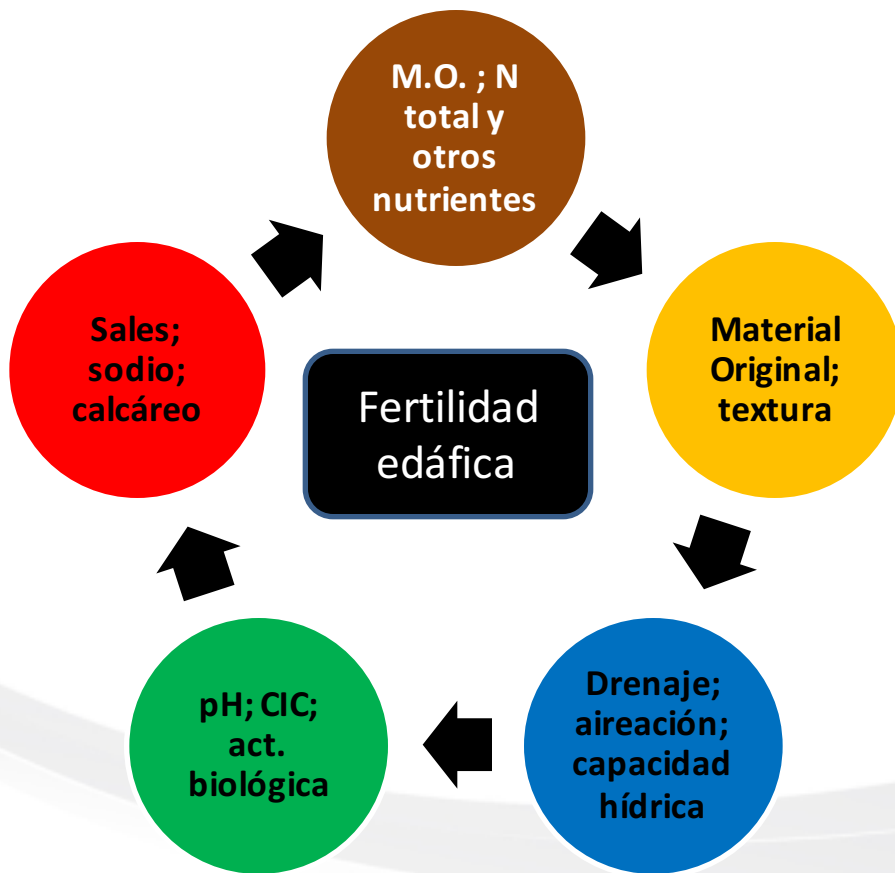 M.O. ; N
total y
otros
nutrientes
Material
Original;
textura
Drenaje;
aireación;
capacidad
hídrica
pH; CIC;
act.
biológica
Sales;
sodio;
calcáreo
Fertilidad
edáfica